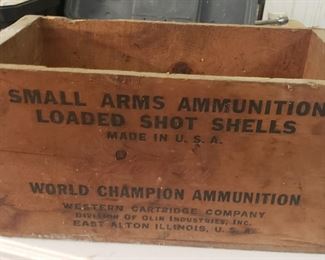 SMALL ARMS AMMUNITION
LOADED SHOT SHELLS
MADE IN U.S.A.
WORLD CHAMPION AMMUNITION
WESTERN CARTRIDGE COMPANY
DIVISION OF OLIN INDUSTRIES, INC.
EAST ALTON ILLINOIS, U.S.A.